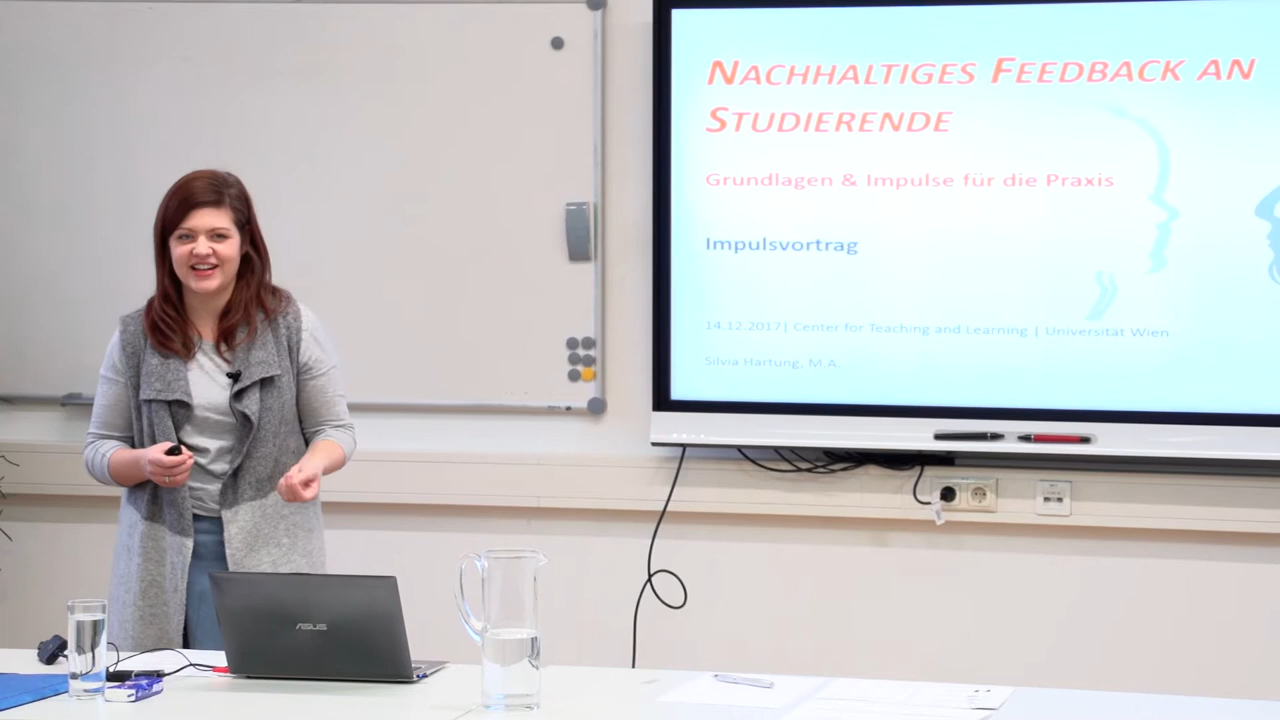 NACHHALTIGES FEEDBACK AN
STUDIERENDE
Grundlagen & Impulse für die Praxis
Impulsvortrag
14.12.2017| Center for Teaching and Learning | Universität Wien
Silvia Hartung, M.A.
ASUS